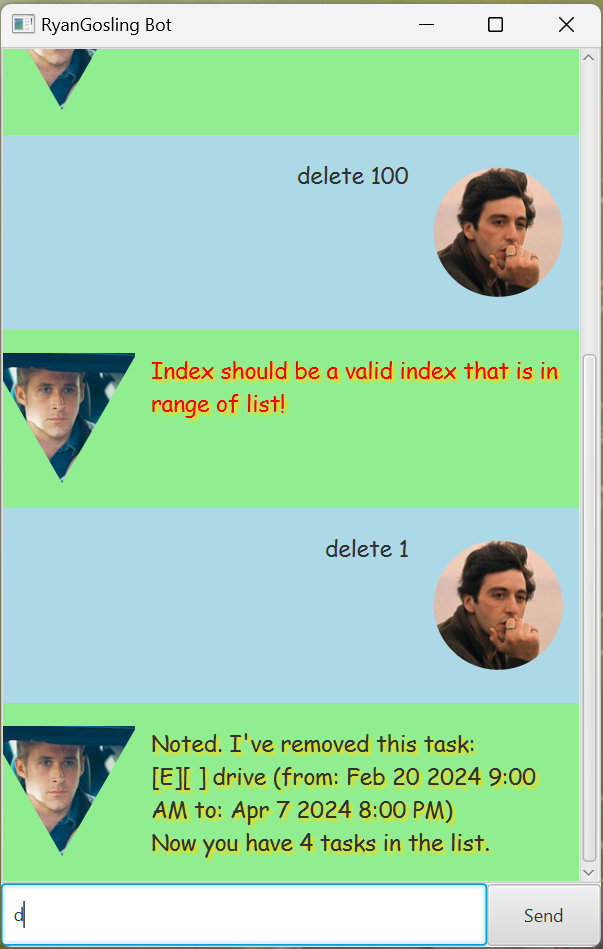 RyanGosling Bot
delete 100
Index should be a valid index that is in
range of list!
delete 1
Noted. I've removed this task:
[E][ ] drive (from: Feb 20 2024 9:00
AM to: Apr 7 2024 8:00 PM)
Now you have 4 tasks in the list.
d
Send